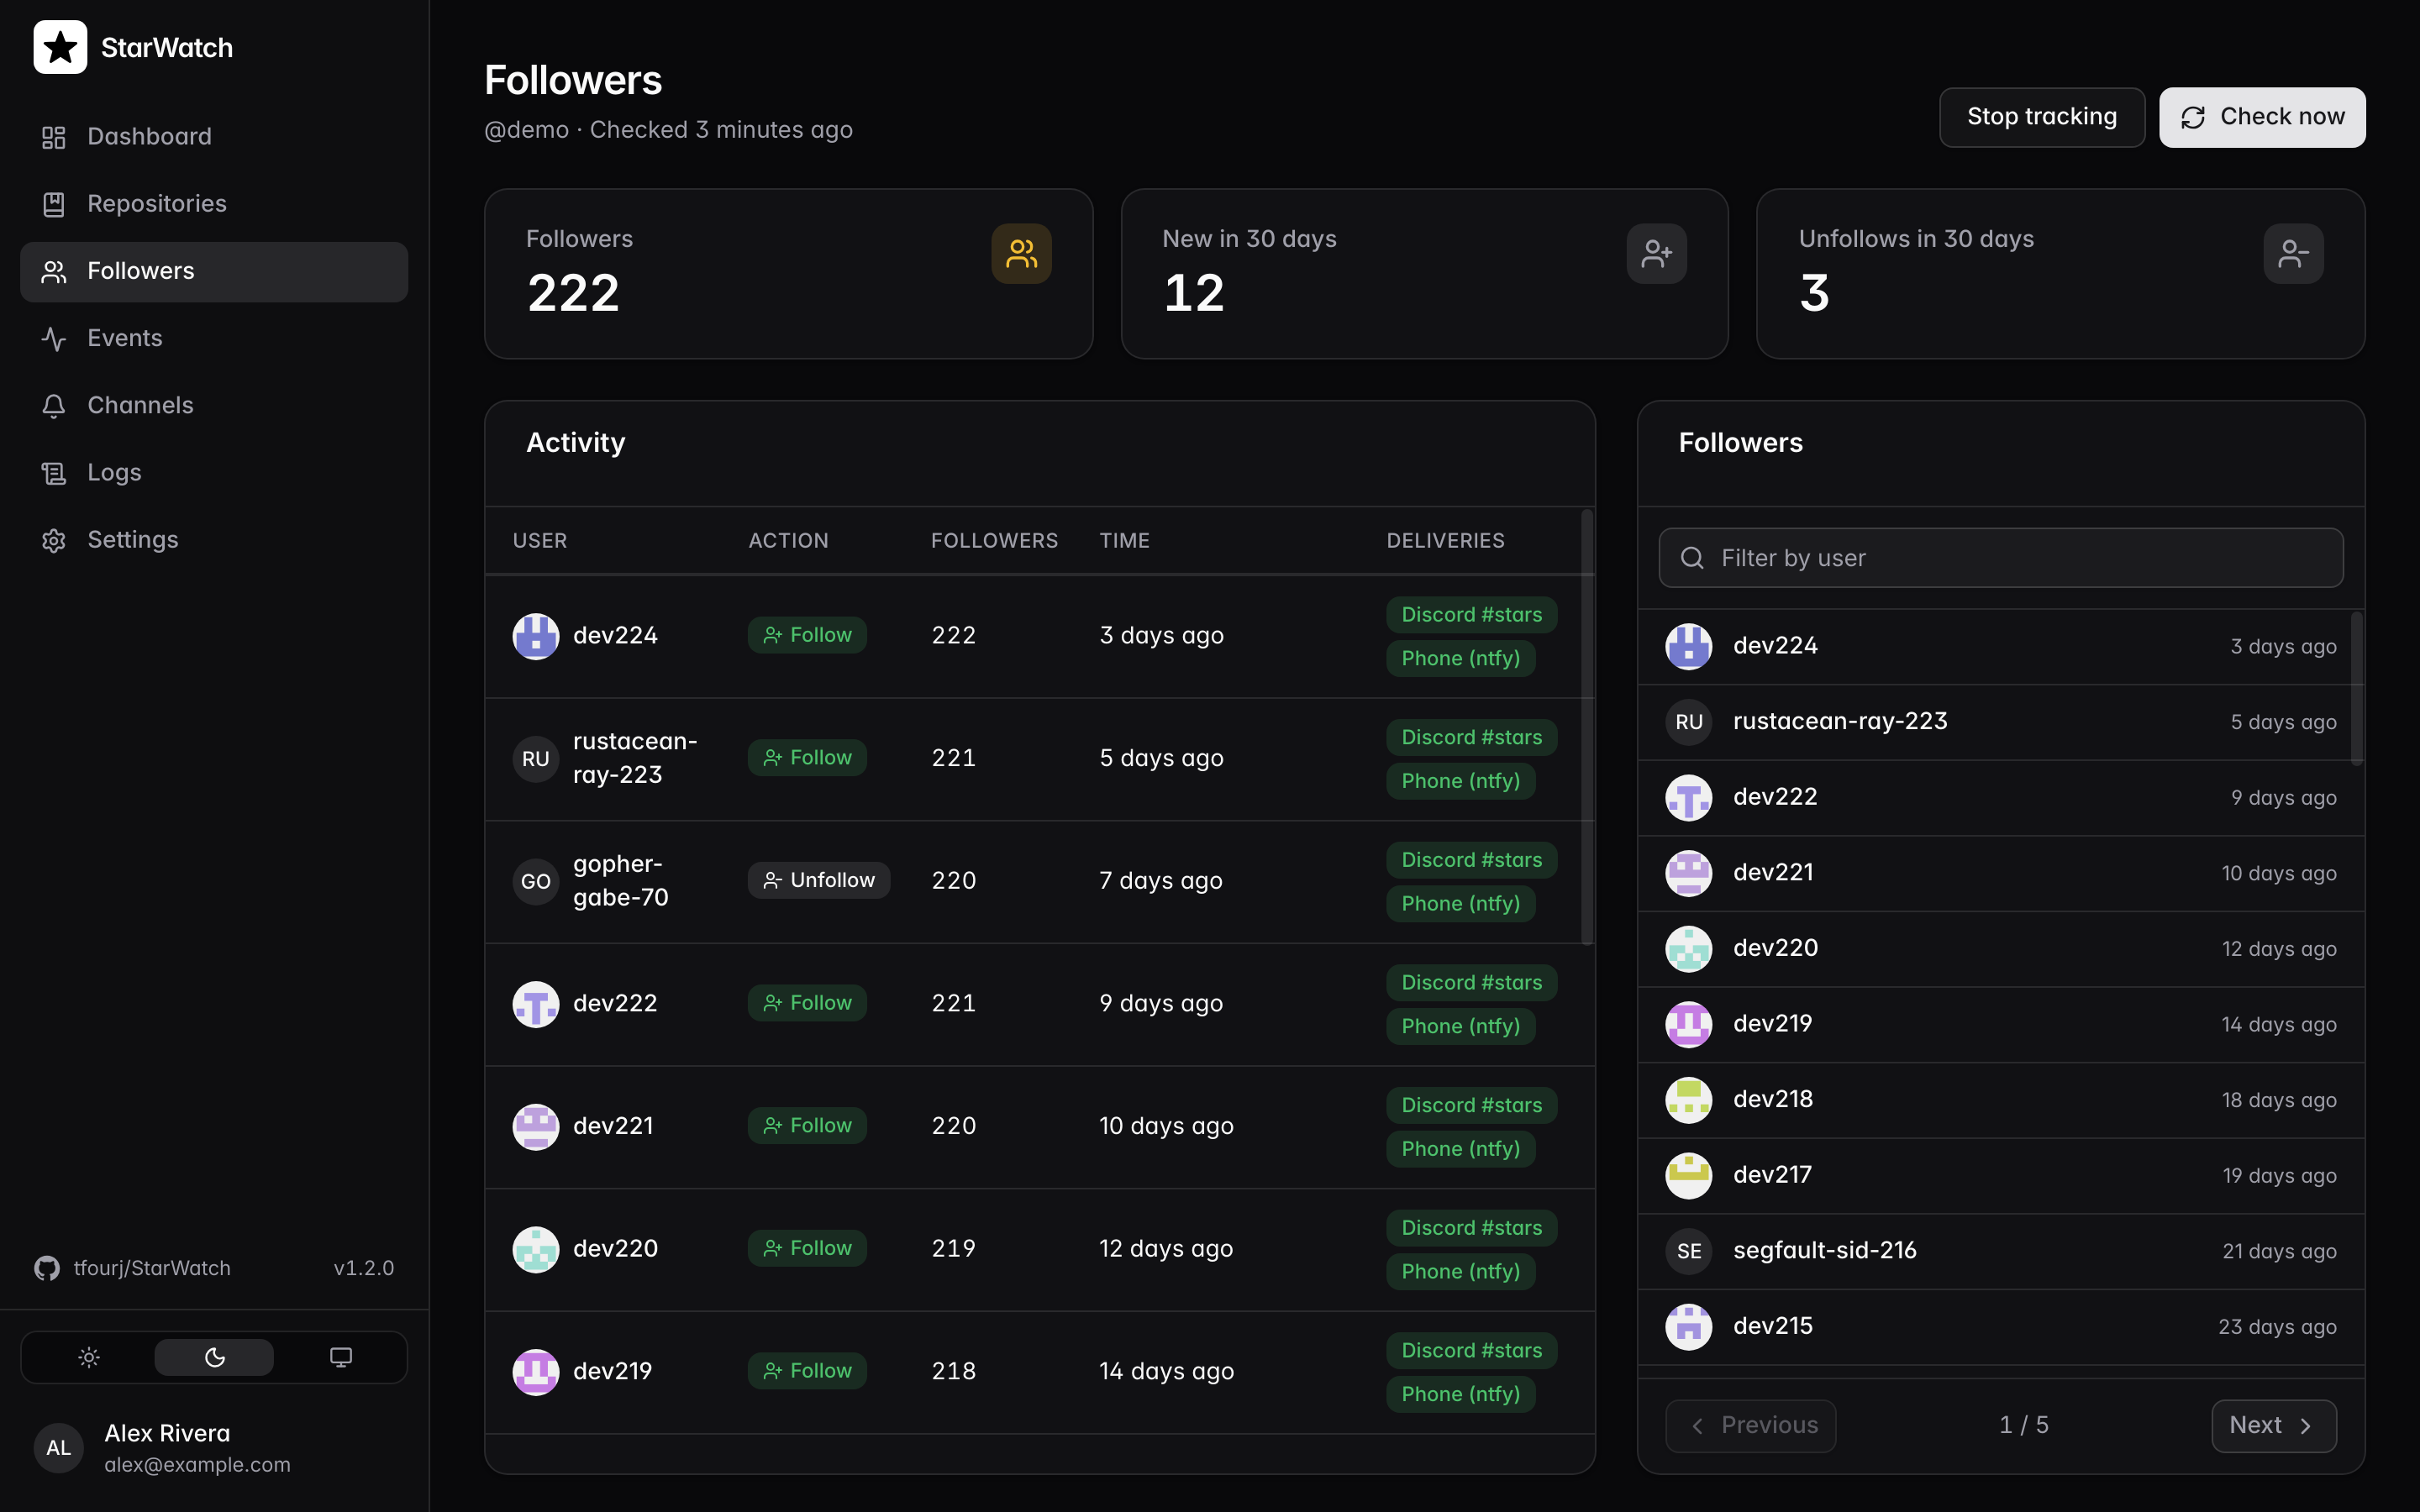 StarWatch
Dashboard
Repositories
Followers
Events
Channels
Logs
Settings
tfourj/StarWatch v1.2.0
AL
Alex Rivera
alex@example.com
Followers
@demo · Checked 3 minutes ago
Stop tracking
Check now
Followers
222
New in 30 days
12
Unfollows in 30 days
3
Activity
USER ACTION FOLLOWERS TIME DELIVERIES
dev224 Follow 222 3 days ago Discord #stars
Phone (ntfy)
RU rustacean-
ray-223 Follow 221 5 days ago Discord #stars
Phone (ntfy)
GO gopher-
gabe-70 Unfollow 220 7 days ago Discord #stars
Phone (ntfy)
dev222 Follow 221 9 days ago Discord #stars
Phone (ntfy)
dev221 Follow 220 10 days ago Discord #stars
Phone (ntfy)
dev220 Follow 219 12 days ago Discord #stars
Phone (ntfy)
dev219 Follow 218 14 days ago Discord #stars
Phone (ntfy)
Followers
Filter by user
dev224 3 days ago
RU rustacean-ray-223 5 days ago
dev222 9 days ago
dev221 10 days ago
dev220 12 days ago
dev219 14 days ago
dev218 18 days ago
dev217 19 days ago
SE segfault-sid-216 21 days ago
dev215 23 days ago
Previous 1 / 5 Next